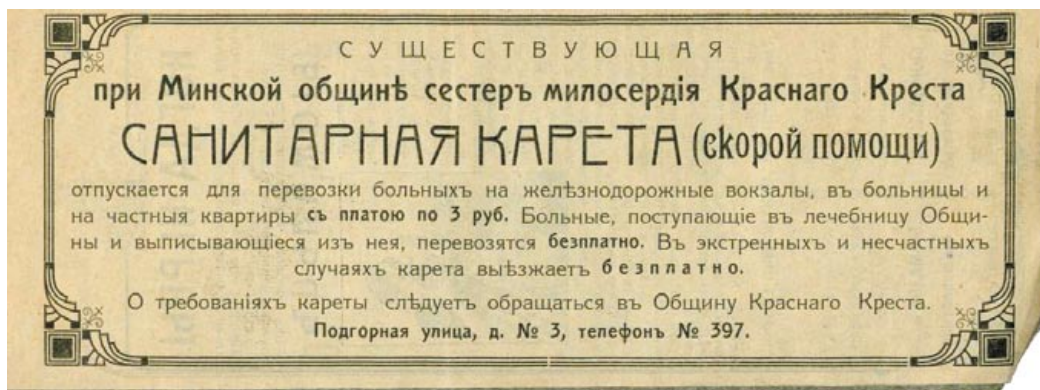 СУЩЕСТВУЮЩАЯ
при Минской общинѣ сестеръ милосердія Краснаго Креста
САНИТАРНАЯ КАРЕТА (скорой помощи)
отпускается для перевозки больныхъ на желѣзнодорожные вокзалы, въ больницы и
на частныя квартиры съ платою по 3 руб. Больные, поступающіе въ лечебницу Общи-
ны и выписывающіеся изъ нея, перевозятся безплатно. Въ экстренныхъ и несчастныхъ
случаяхъ карета выѣзжаетъ безплатно.
О требованіяхъ кареты слѣдуетъ обращаться въ Общину Краснаго Креста.
Подгорная улица, д. № 3, телефонъ № 397.